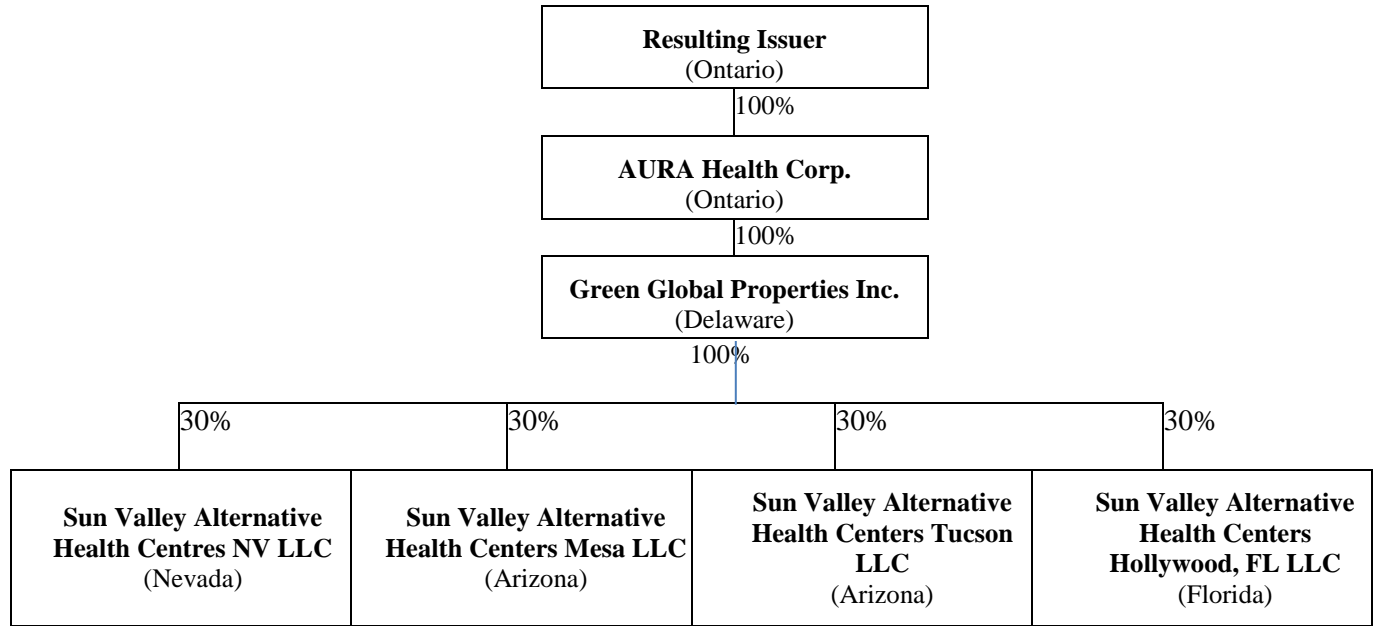 Resulting Issuer
(Ontario)
100%
AURA Health Corp.
(Ontario)
100%
Green Global Properties Inc.
(Delaware)
100%
30%
30%
30%
30%
Sun Valley Alternative
Health Centres NV LLC
(Nevada)
Sun Valley Alternative
Health Centers Mesa LLC
(Arizona)
Sun Valley Alternative
Health Centers Tucson
LLC
(Arizona)
Sun Valley Alternative
Health Centers
Hollywood, FL LLC
(Florida)